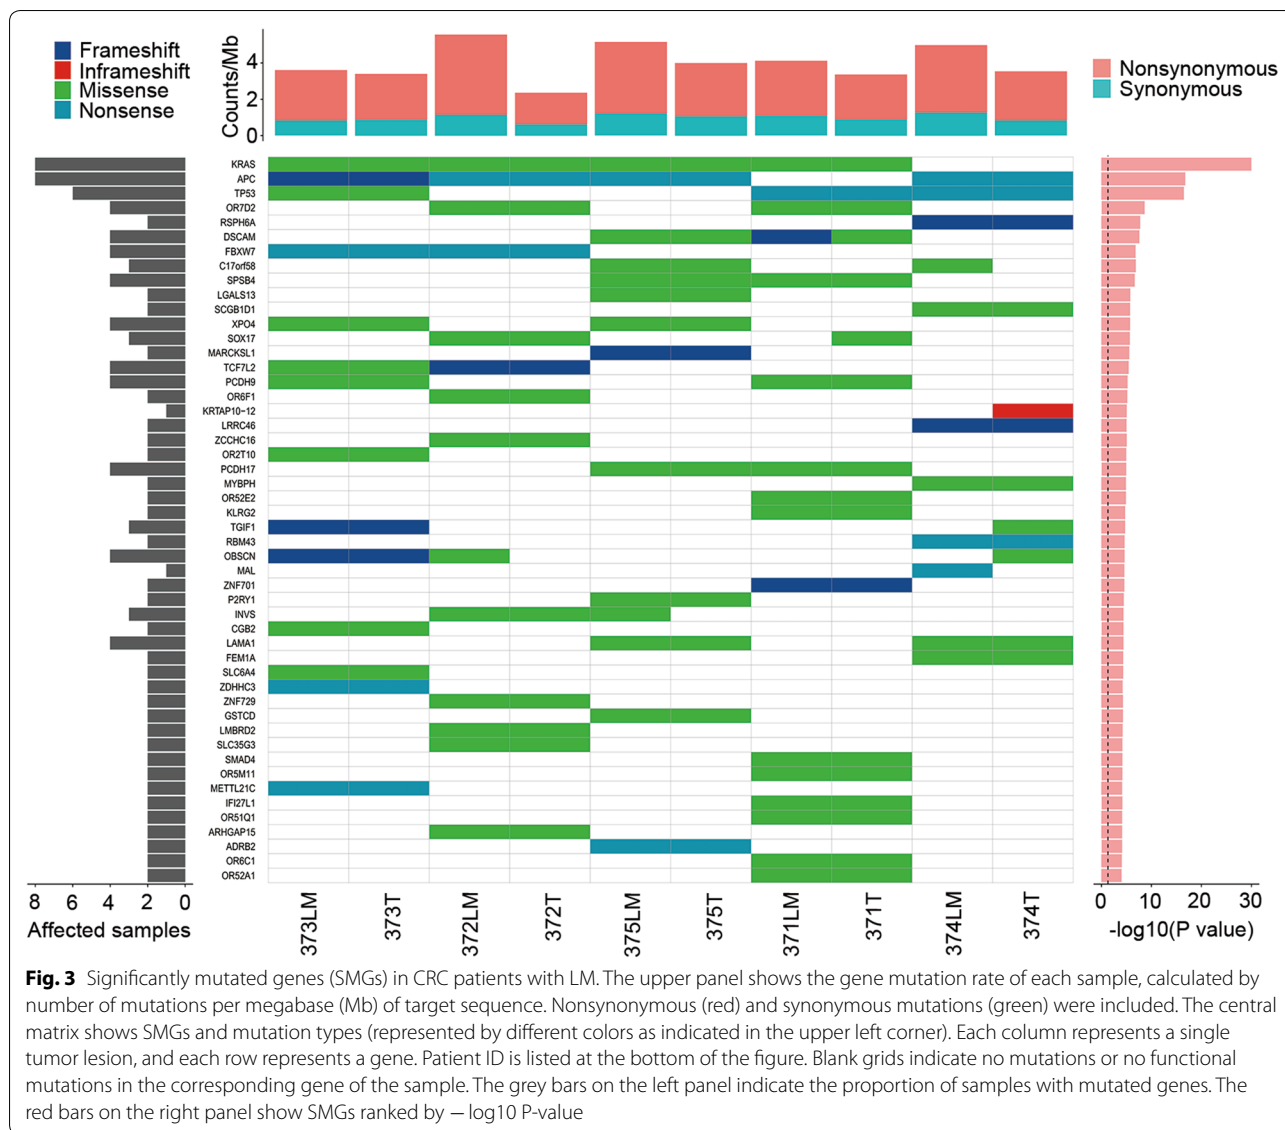 Frameshift
Inframeshift
Missense
Nonsense
Counts/Mb
4
2
0
Nonsynonymous
Synonymous
KRAS
APC
TP53
OR7D2
RSPH6A
DSCAM
FBXW7
C17orf58
SPSB4
LGALS13
SCGB1D1
XPO4
SOX17
MARCKSL1
TCF7L2
PCDH9
OR6F1
KRTAP10−12
LRRC46
ZCCHC16
OR2T10
PCDH17
MYBPH
OR52E2
KLRG2
TGIF1
RBM43
OBSCN
MAL
ZNF701
P2RY1
INVS
CGB2
LAMA1
FEM1A
SLC6A4
ZDHHC3
ZNF729
GSTCD
LMBRD2
SLC35G3
SMAD4
OR5M11
METTL21C
IFI27L1
OR51Q1
ARHGAP15
ADRB2
OR6C1
OR52A1
8 6 4 2 0
Affected samples
373LM 373T 372LM 372T 375LM 375T 371LM 371T 374LM 374T
0 10 20 30
-log10(P value)
Fig. 3 Significantly mutated genes (SMGs) in CRC patients with LM. The upper panel shows the gene mutation rate of each sample, calculated by
number of mutations per megabase (Mb) of target sequence. Nonsynonymous (red) and synonymous mutations (green) were included. The central
matrix shows SMGs and mutation types (represented by different colors as indicated in the upper left corner). Each column represents a single
tumor lesion, and each row represents a gene. Patient ID is listed at the bottom of the figure. Blank grids indicate no mutations or no functional
mutations in the corresponding gene of the sample. The grey bars on the left panel indicate the proportion of samples with mutated genes. The
red bars on the right panel show SMGs ranked by − log10 P-value